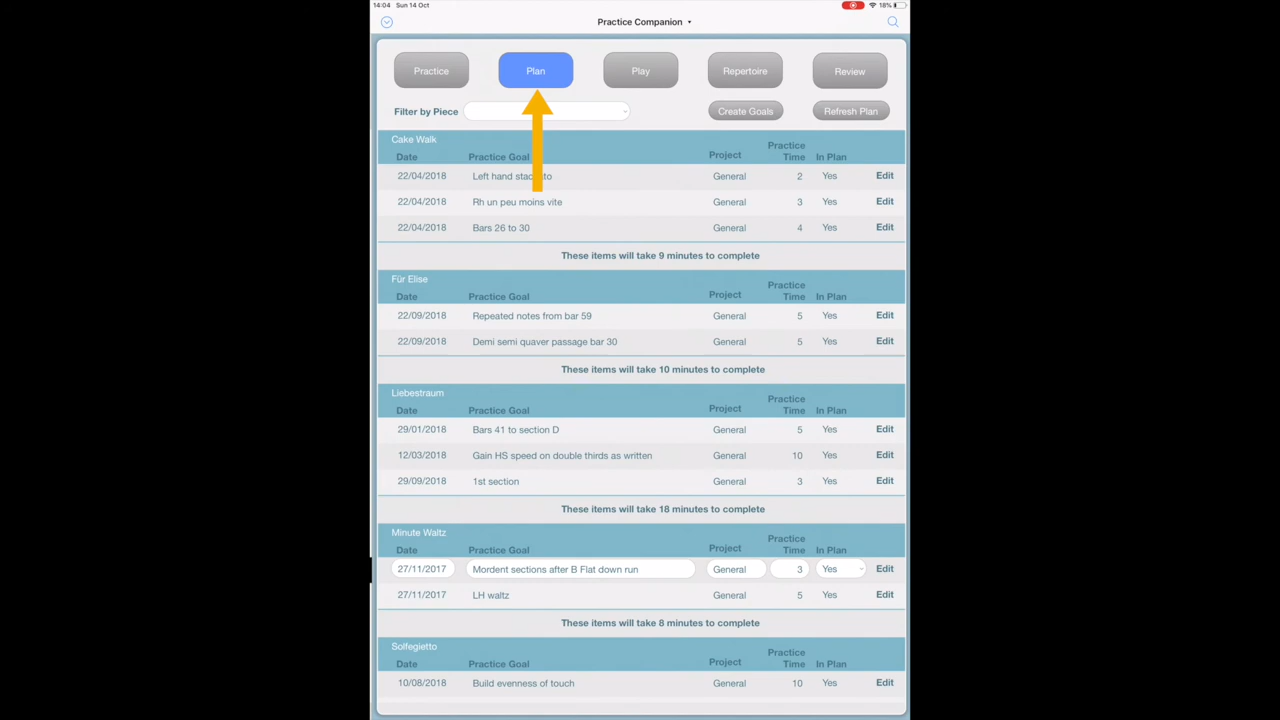 14:04 Sun 14 Oct 18%
Practice Companion
Practice Plan Play Repertoire Review
Filter by Piece Create Goals Refresh Plan
Cake Walk
Date Practice Goal Project Practice Time In Plan
22/04/2018 Left hand staccato General 2 Yes Edit
22/04/2018 Rh un peu moins vite General 3 Yes Edit
22/04/2018 Bars 26 to 30 General 4 Yes Edit
These items will take 9 minutes to complete
Für Elise
Date Practice Goal Project Practice Time In Plan
22/09/2018 Repeated notes from bar 59 General 5 Yes Edit
22/09/2018 Demi semi quaver passage bar 30 General 5 Yes Edit
These items will take 10 minutes to complete
Liebestraum
Date Practice Goal Project Practice Time In Plan
29/01/2018 Bars 41 to section D General 5 Yes Edit
12/03/2018 Gain HS speed on double thirds as written General 10 Yes Edit
29/09/2018 1st section General 3 Yes Edit
These items will take 18 minutes to complete
Minute Waltz
Date Practice Goal Project Practice Time In Plan
27/11/2017 Mordent sections after B Flat down run General 3 Yes Edit
27/11/2017 LH waltz General 5 Yes Edit
These items will take 8 minutes to complete
Solfegietto
Date Practice Goal Project Practice Time In Plan
10/08/2018 Build evenness of touch General 10 Yes Edit